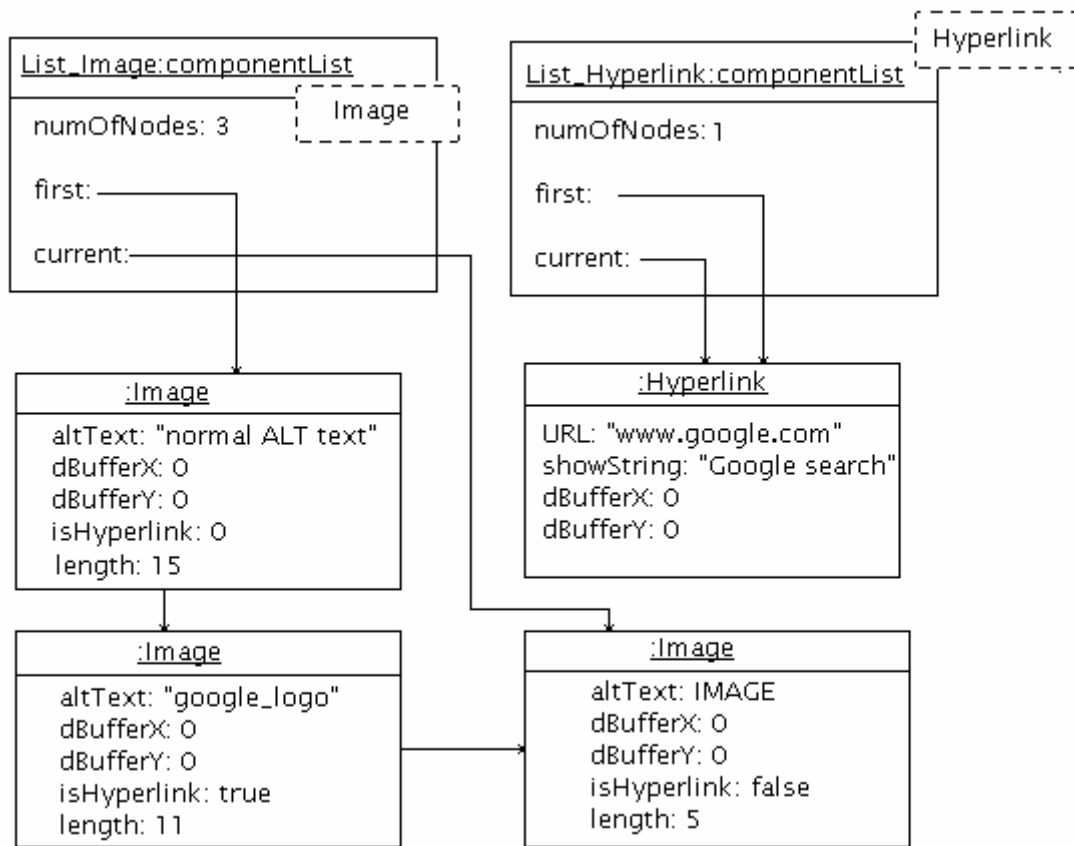 List_Image:componentList
Image
numOfNodes: 3
first:
current:
Hyperlink
List_Hyperlink:componentList
numOfNodes: 1
first:
current:
:Image
altText: "normal ALT text"
dBufferX: 0
dBufferY: 0
isHyperlink: 0
length: 15
:Hyperlink
URL: "www.google.com"
showString: "Google search"
dBufferX: 0
dBufferY: 0
:Image
altText: "google_logo"
dBufferX: 0
dBufferY: 0
isHyperlink: true
length: 11
:Image
altText: IMAGE
dBufferX: 0
dBufferY: 0
isHyperlink: false
length: 5